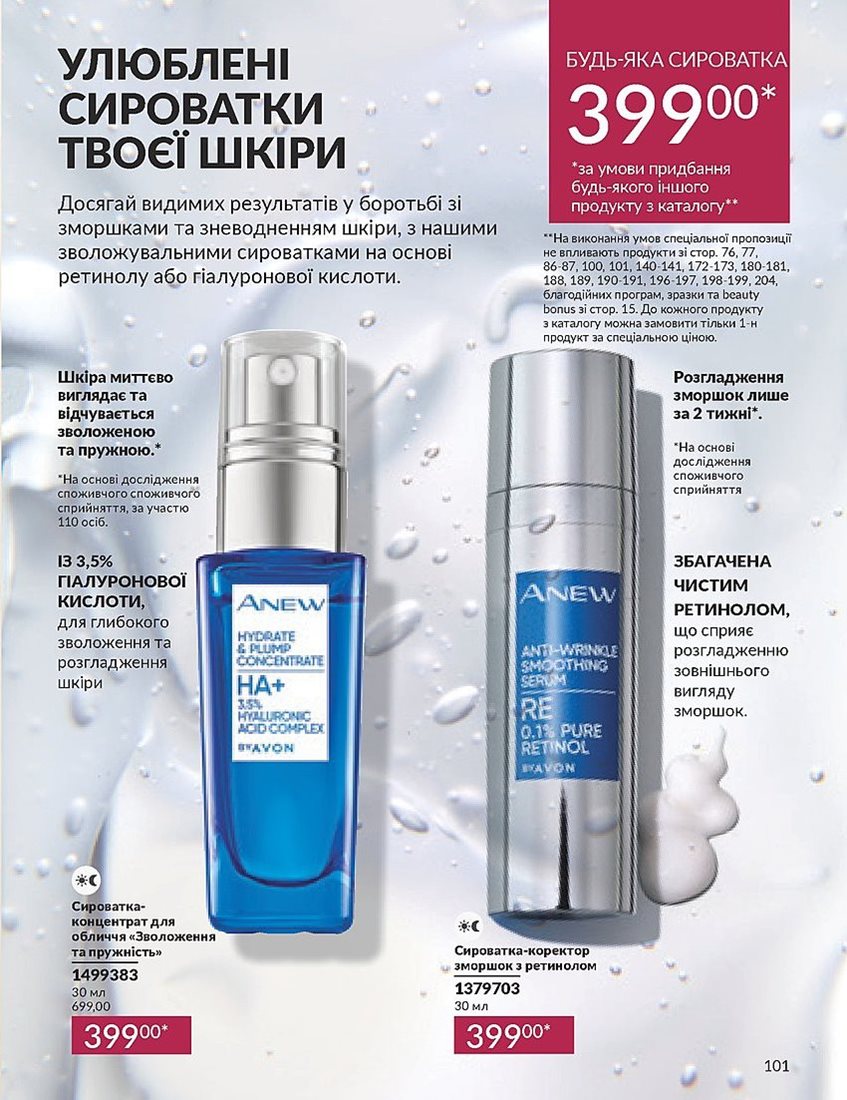 УЛЮБЛЕНІ
СИРОВАТКИ
ТВОЄЇ ШКІРИ
Досягай видимих результатів у боротьбі зі
зморшками та зневодненням шкіри, з нашими
зволожувальними сироватками на основі
ретинолу або гіалуронової кислоти.
БУДЬ-ЯКА СИРОВАТКА
399⁰⁰*
*за умови придбання
будь-якого іншого
продукту з каталогу**
**На виконання умов спеціальної пропозиції
не впливають продукти зі стор. 76, 77,
86-87, 100, 101, 140-141, 172-173, 180-181,
188, 189, 190-191, 196-197, 198-199, 204,
благодійних програм, зразки та beauty
bonus зі стор. 15. До кожного продукту
з каталогу можна замовити тільки 1-н
продукт за спеціальною ціною.
Шкіра миттєво
виглядає та
відчувається
зволоженою
та пружною.*
*На основі дослідження
споживчого споживчого
сприйняття, за участю
110 осіб.
ІЗ 3,5%
ГІАЛУРОНОВОЇ
КИСЛОТИ,
для глибокого
зволоження та
розгладження
шкіри
ANEW
HYDRATE
& PLUMP
CONCENTRATE
HA+
3.5%
HYALURONIC
ACID COMPLEX
BY AVON
ANEW
ANTI-WRINKLE
SMOOTHING
SERUM
RE
0.1% PURE
RETINOL
BY AVON
Розгладження
зморшок лише
за 2 тижні*.
*На основі
дослідження
споживчого
сприйняття
ЗБАГАЧЕНА
ЧИСТИМ
РЕТИНОЛОМ,
що сприяє
розгладженню
зовнішнього
вигляду
зморшок.
Сироватка-
концентрат для
обличчя «Зволоження
та пружність»
1499383
30 мл
699,00
399⁰⁰*
Сироватка-коректор
зморшок з ретинолом
1379703
30 мл
399⁰⁰*
101